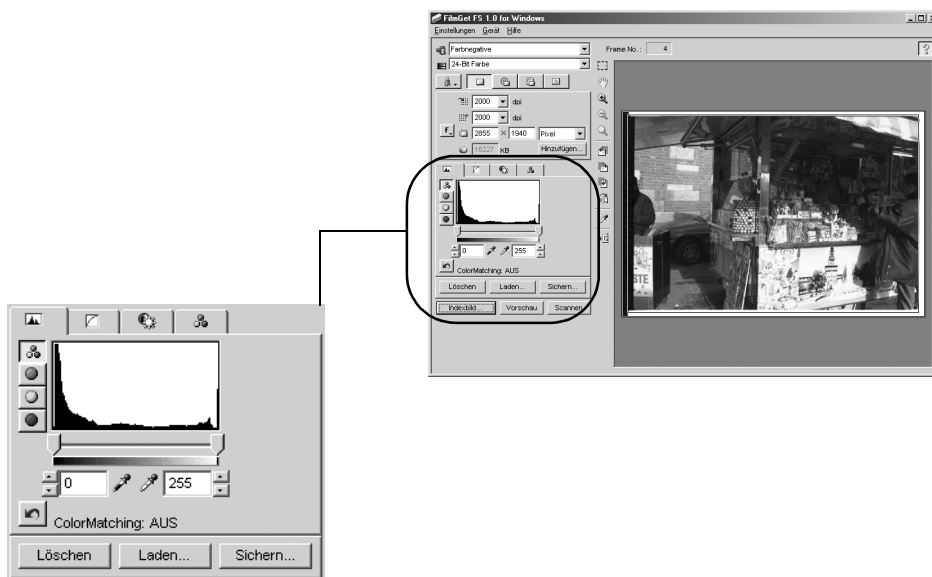 FilmGet FS 1.0 for Windows
Einstellungen Gerät Hilfe
Farbnegative
Frame No.: 4
?
24-Bit Farbe
2000 dpi
2000 dpi
F. 2855 × 1940 Pixel
16227 KB Hinzufügen...
0 255
ColorMatching: AUS
Löschen Laden... Sichern...
Indexbild... Vorschau Scannen
STE
0 255
ColorMatching: AUS
Löschen Laden... Sichern...